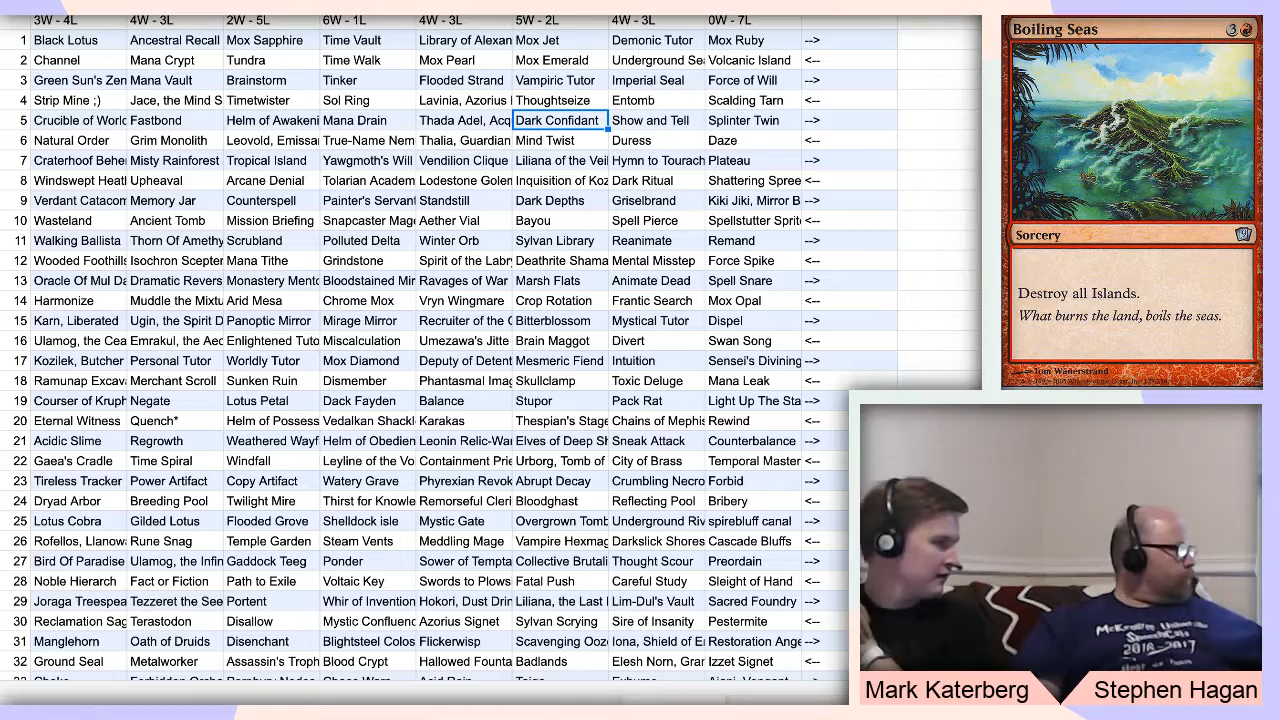 3W - 4L 4W - 3L 2W - 5L 6W - 1L 4W - 3L 5W - 2L 4W - 3L 0W - 7L
1 Black Lotus Ancestral Recall Mox Sapphire Time Vault Library of Alexan Mox Jet Demonic Tutor Mox Ruby -->
2 Channel Mana Crypt Tundra Time Walk Mox Pearl Mox Emerald Underground Sea Volcanic Island <--
3 Green Sun's Zen Mana Vault Brainstorm Tinker Flooded Strand Vampiric Tutor Imperial Seal Force of Will -->
4 Strip Mine ;) Jace, the Mind S Timetwister Sol Ring Lavinia, Azorius Thoughtseize Entomb Scalding Tarn <--
5 Crucible of World Fastbond Helm of Awakeni Mana Drain Thada Adel, Acq Dark Confidant Show and Tell Splinter Twin -->
6 Natural Order Grim Monolith Leovold, Emissa True-Name Nem Thalia, Guardian Mind Twist Duress Daze <--
7 Craterhoof Behe Misty Rainforest Tropical Island Yawgmoth's Will Vendilion Clique Liliana of the Veil Hymn to Tourach Plateau -->
8 Windswept Heath Upheaval Arcane Denial Tolarian Academ Lodestone Golem Inquisition of Koz Dark Ritual Shattering Spree <--
9 Verdant Catacom Memory Jar Counterspell Painter's Servant Standstill Dark Depths Griselbrand Kiki Jiki, Mirror B -->
10 Wasteland Ancient Tomb Mission Briefing Snapcaster Mage Aether Vial Bayou Spell Pierce Spellstutter Sprite <--
11 Walking Ballista Thorn Of Amethy Scrubland Polluted Delta Winter Orb Sylvan Library Reanimate Remand -->
12 Wooded Foothills Isochron Scepter Mana Tithe Grindstone Spirit of the Laby Deathrite Shama Mental Misstep Force Spike <--
13 Oracle Of Mul Da Dramatic Revers Monastery Mento Bloodstained Mir Ravages of War Marsh Flats Animate Dead Spell Snare -->
14 Harmonize Muddle the Mixtu Arid Mesa Chrome Mox Vryn Wingmare Crop Rotation Frantic Search Mox Opal <--
15 Karn, Liberated Ugin, the Spirit D Panoptic Mirror Mirage Mirror Recruiter of the G Bitterblossom Mystical Tutor Dispel -->
16 Ulamog, the Cea Emrakul, the Aeo Enlightened Tuto Miscalculation Umezawa's Jitte Brain Maggot Divert Swan Song <--
17 Kozilek, Butcher Personal Tutor Worldly Tutor Mox Diamond Deputy of Detent Mesmeric Fiend Intuition Sensei's Divining -->
18 Ramunap Excav Merchant Scroll Sunken Ruin Dismember Phantasmal Imag Skullclamp Toxic Deluge Mana Leak <--
19 Courser of Kruph Negate Lotus Petal Dack Fayden Balance Stupor Pack Rat Light Up The Sta -->
20 Eternal Witness Quench* Helm of Possess Vedalkan Shackl Karakas Thespian's Stage Chains of Mephis Rewind <--
21 Acidic Slime Regrowth Weathered Wayf Helm of Obedien Leonin Relic-War Elves of Deep Sh Sneak Attack Counterbalance -->
22 Gaea's Cradle Time Spiral Windfall Leyline of the Vo Containment Prie Urborg, Tomb of City of Brass Temporal Master <--
23 Tireless Tracker Power Artifact Copy Artifact Watery Grave Phyrexian Revok Abrupt Decay Crumbling Necro Forbid -->
24 Dryad Arbor Breeding Pool Twilight Mire Thirst for Knowle Remorseful Cleri Bloodghast Reflecting Pool Bribery <--
25 Lotus Cobra Gilded Lotus Flooded Grove Shelldock isle Mystic Gate Overgrown Tomb Underground Riv spirebluff canal -->
26 Rofellos, Llanowa Rune Snag Temple Garden Steam Vents Meddling Mage Vampire Hexmag Darkslick Shores Cascade Bluffs <--
27 Bird Of Paradise Ulamog, the Infin Gaddock Teeg Ponder Sower of Tempta Collective Brutali Thought Scour Preordain -->
28 Noble Hierarch Fact or Fiction Path to Exile Voltaic Key Swords to Plows Fatal Push Careful Study Sleight of Hand <--
29 Joraga Treespea Tezzeret the See Portent Whir of Invention Hokori, Dust Drin Liliana, the Last Lim-Dul's Vault Sacred Foundry -->
30 Reclamation Sag Terastodon Disallow Mystic Confluenc Azorius Signet Sylvan Scrying Sire of Insanity Pestermite <--
31 Manglehorn Oath of Druids Disenchant Blightsteel Colos Flickerwisp Scavenging Ooze Iona, Shield of E Restoration Ange -->
32 Ground Seal Metalworker Assassin's Troph Blood Crypt Hallowed Founta Badlands Elesh Norn, Gran Izzet Signet <--
Boiling Seas 3
Sorcery 9
Destroy all Islands.
What burns the land, boils the seas.
Tom Wänerstrand
McKendree University
2016-2017
Mark Katerberg Stephen Hagan